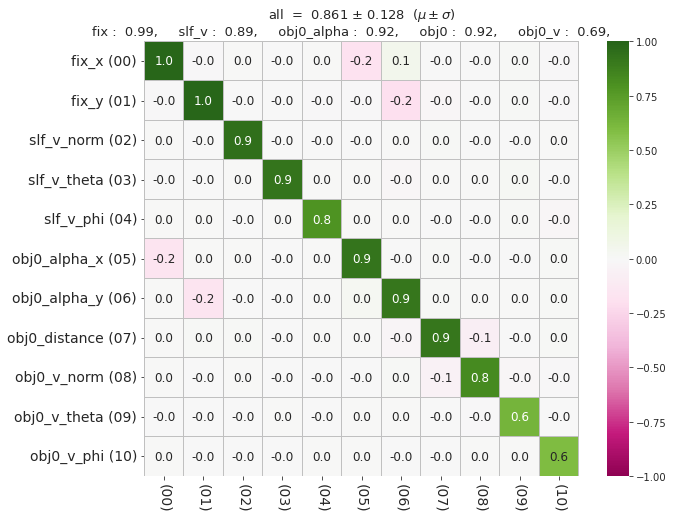 all = 0.861 ± 0.128 (μ ± σ)
fix : 0.99, slf_v : 0.89, obj0_alpha : 0.92, obj0 : 0.92, obj0_v : 0.69,
fix_x (00) 1.0 -0.0 0.0 -0.0 0.0 -0.2 0.1 -0.0 -0.0 0.0 -0.0
fix_y (01) -0.0 1.0 -0.0 -0.0 -0.0 0.0 -0.2 -0.0 -0.0 0.0 -0.0
slf_v_norm (02) 0.0 -0.0 0.9 -0.0 -0.0 -0.0 -0.0 0.0 -0.0 -0.0 0.0
slf_v_theta (03) -0.0 -0.0 0.0 0.9 0.0 0.0 -0.0 0.0 -0.0 0.0 -0.0
slf_v_phi (04) 0.0 0.0 -0.0 0.0 0.8 0.0 0.0 -0.0 -0.0 -0.0 0.0
obj0_alpha_x (05) -0.2 0.0 0.0 -0.0 0.0 0.9 -0.0 0.0 -0.0 0.0 -0.0
obj0_alpha_y (06) 0.0 -0.2 -0.0 -0.0 0.0 0.0 0.9 -0.0 0.0 -0.0 0.0
obj0_distance (07) 0.0 0.0 0.0 -0.0 0.0 0.0 -0.0 0.9 -0.1 -0.0 0.0
obj0_v_norm (08) 0.0 -0.0 0.0 -0.0 -0.0 -0.0 0.0 -0.1 0.8 -0.0 -0.0
obj0_v_theta (09) -0.0 -0.0 -0.0 0.0 -0.0 0.0 -0.0 0.0 -0.0 0.6 -0.0
obj0_v_phi (10) 0.0 -0.0 0.0 -0.0 0.0 -0.0 0.0 -0.0 0.0 0.0 0.6
(00) (01) (02) (03) (04) (05) (06) (07) (08) (09) (10)
1.00
0.75
0.50
0.25
0.00
−0.25
−0.50
−0.75
−1.00